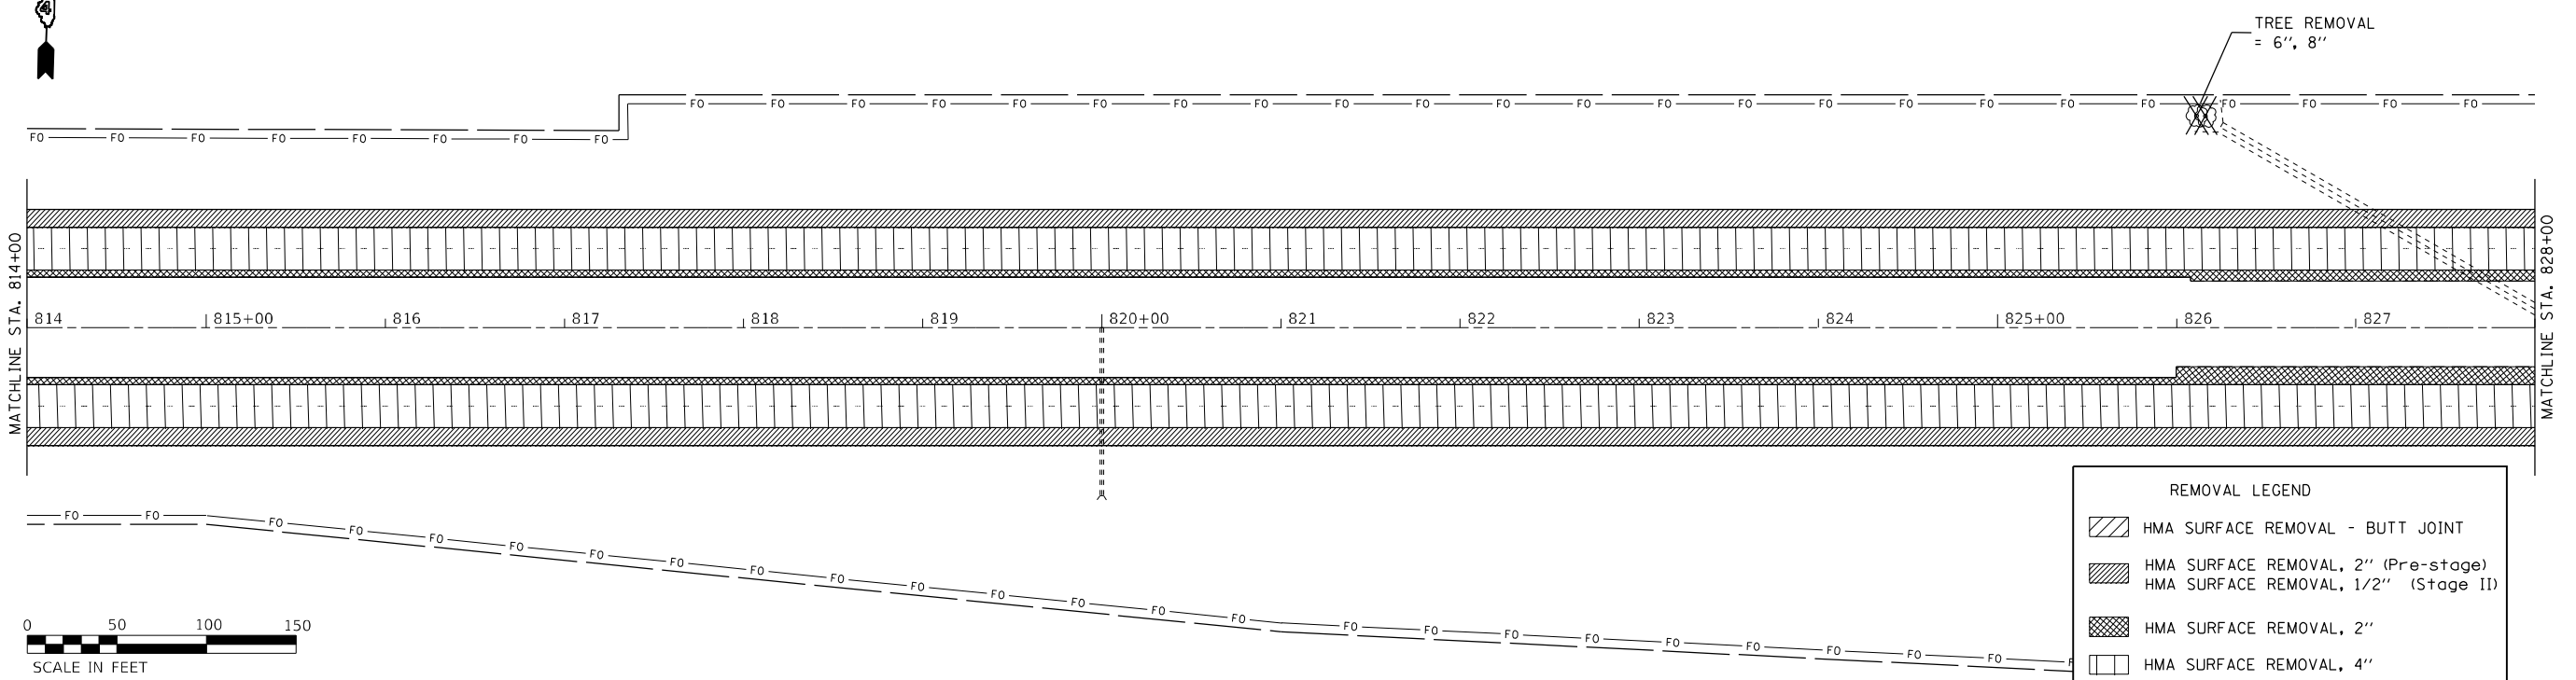 4
TREE REMOVAL
= 6'', 8''
FO FO FO FO FO FO FO FO FO FO FO FO FO FO FO FO FO FO FO FO FO FO FO
FO FO FO FO FO FO FO FO
MATCHLINE STA. 814+00
814 815+00 816 817 818 819 820+00 821 822 823 824 825+00 826 827
MATCHLINE STA. 828+00
FO FO FO FO FO FO FO FO FO FO FO FO FO FO FO FO FO FO FO FO FO FO FO FO FO
0 50 100 150
SCALE IN FEET
REMOVAL LEGEND
HMA SURFACE REMOVAL - BUTT JOINT
HMA SURFACE REMOVAL, 2'' (Pre-stage)
HMA SURFACE REMOVAL, 1/2'' (Stage II)
HMA SURFACE REMOVAL, 2''
HMA SURFACE REMOVAL, 4''